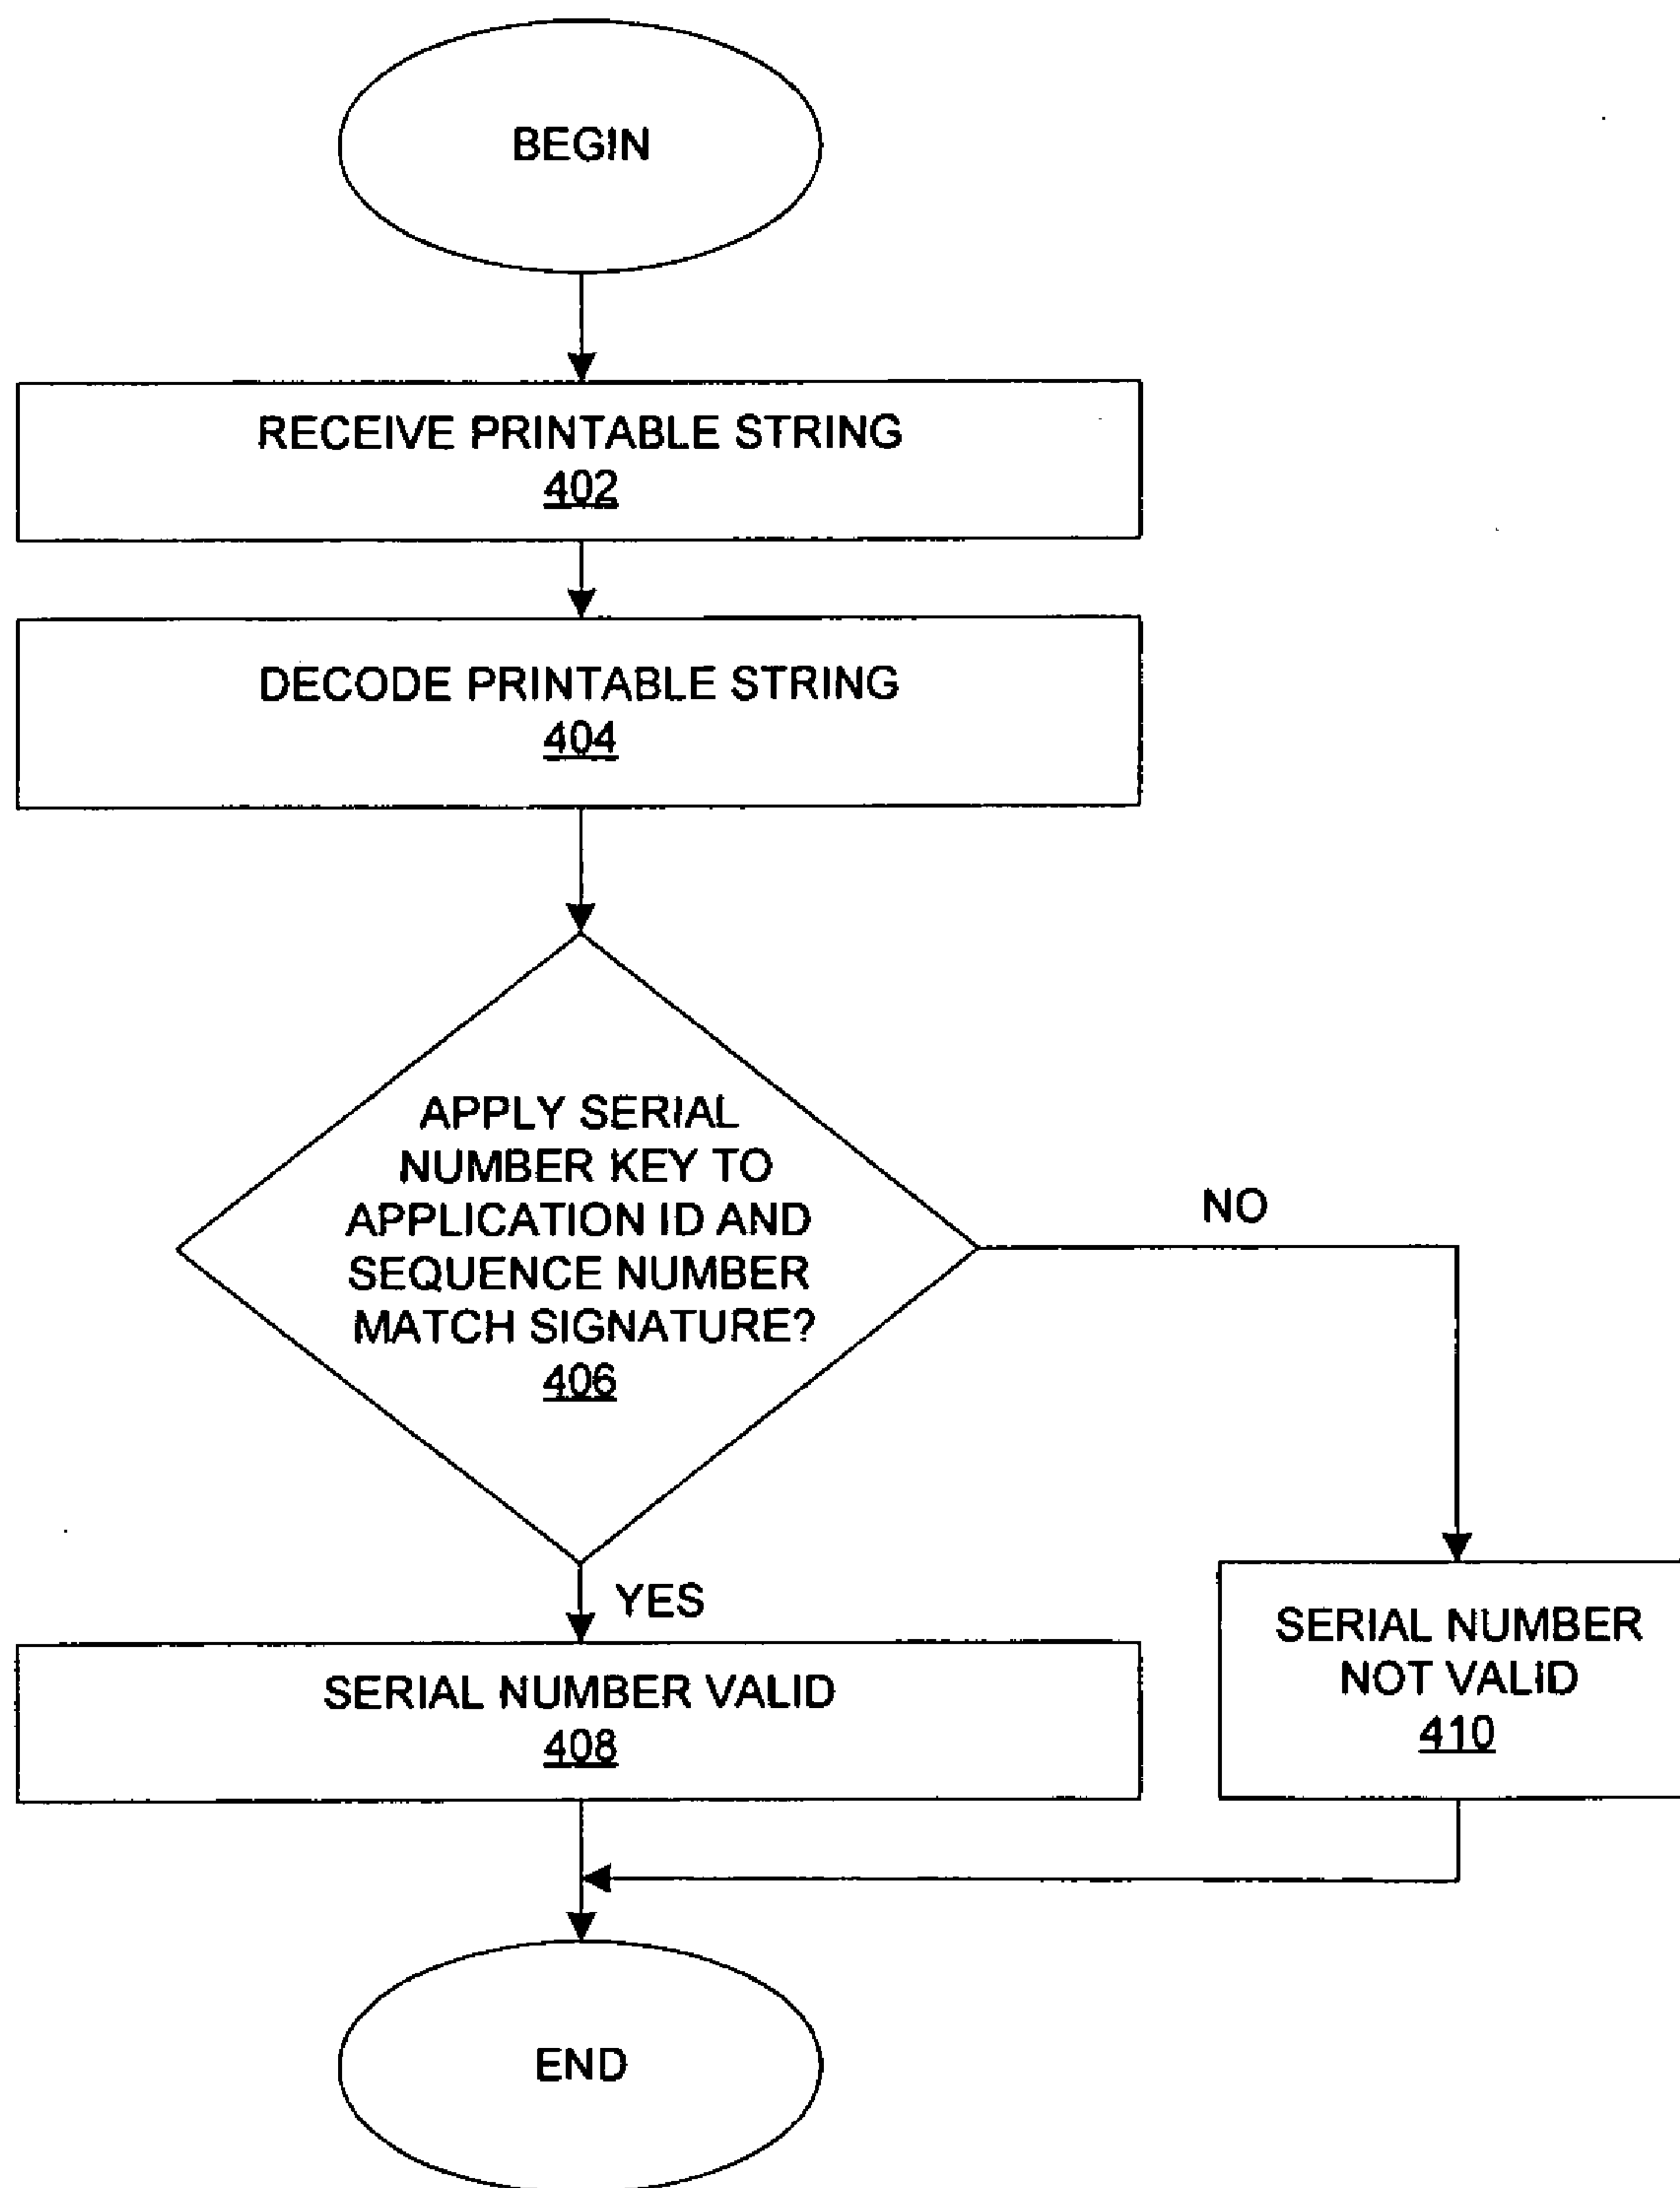 BEGIN
RECEIVE PRINTABLE STRING
402
DECODE PRINTABLE STRING
404
APPLY SERIAL
NUMBER KEY TO
APPLICATION ID AND
SEQUENCE NUMBER
MATCH SIGNATURE?
406
NO
YES
SERIAL NUMBER VALID
408
SERIAL NUMBER
NOT VALID
410
END